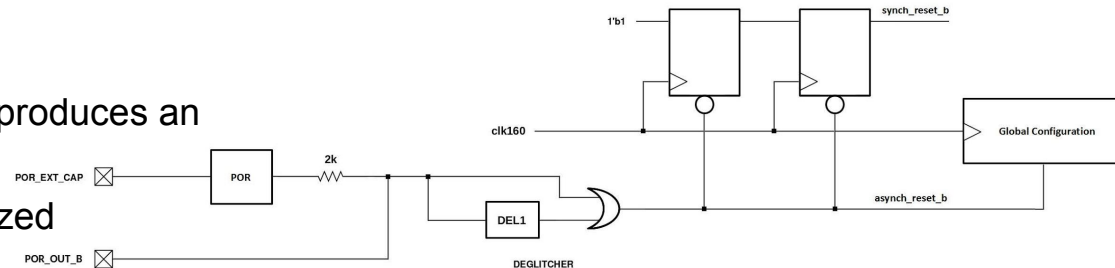 produces an
zed
1'b1
synch_reset_b
clk160
Global Configuration
POR_EXT_CAP
POR
2k
asynch_reset_b
DEL1
POR_OUT_B
DEGLITCHER